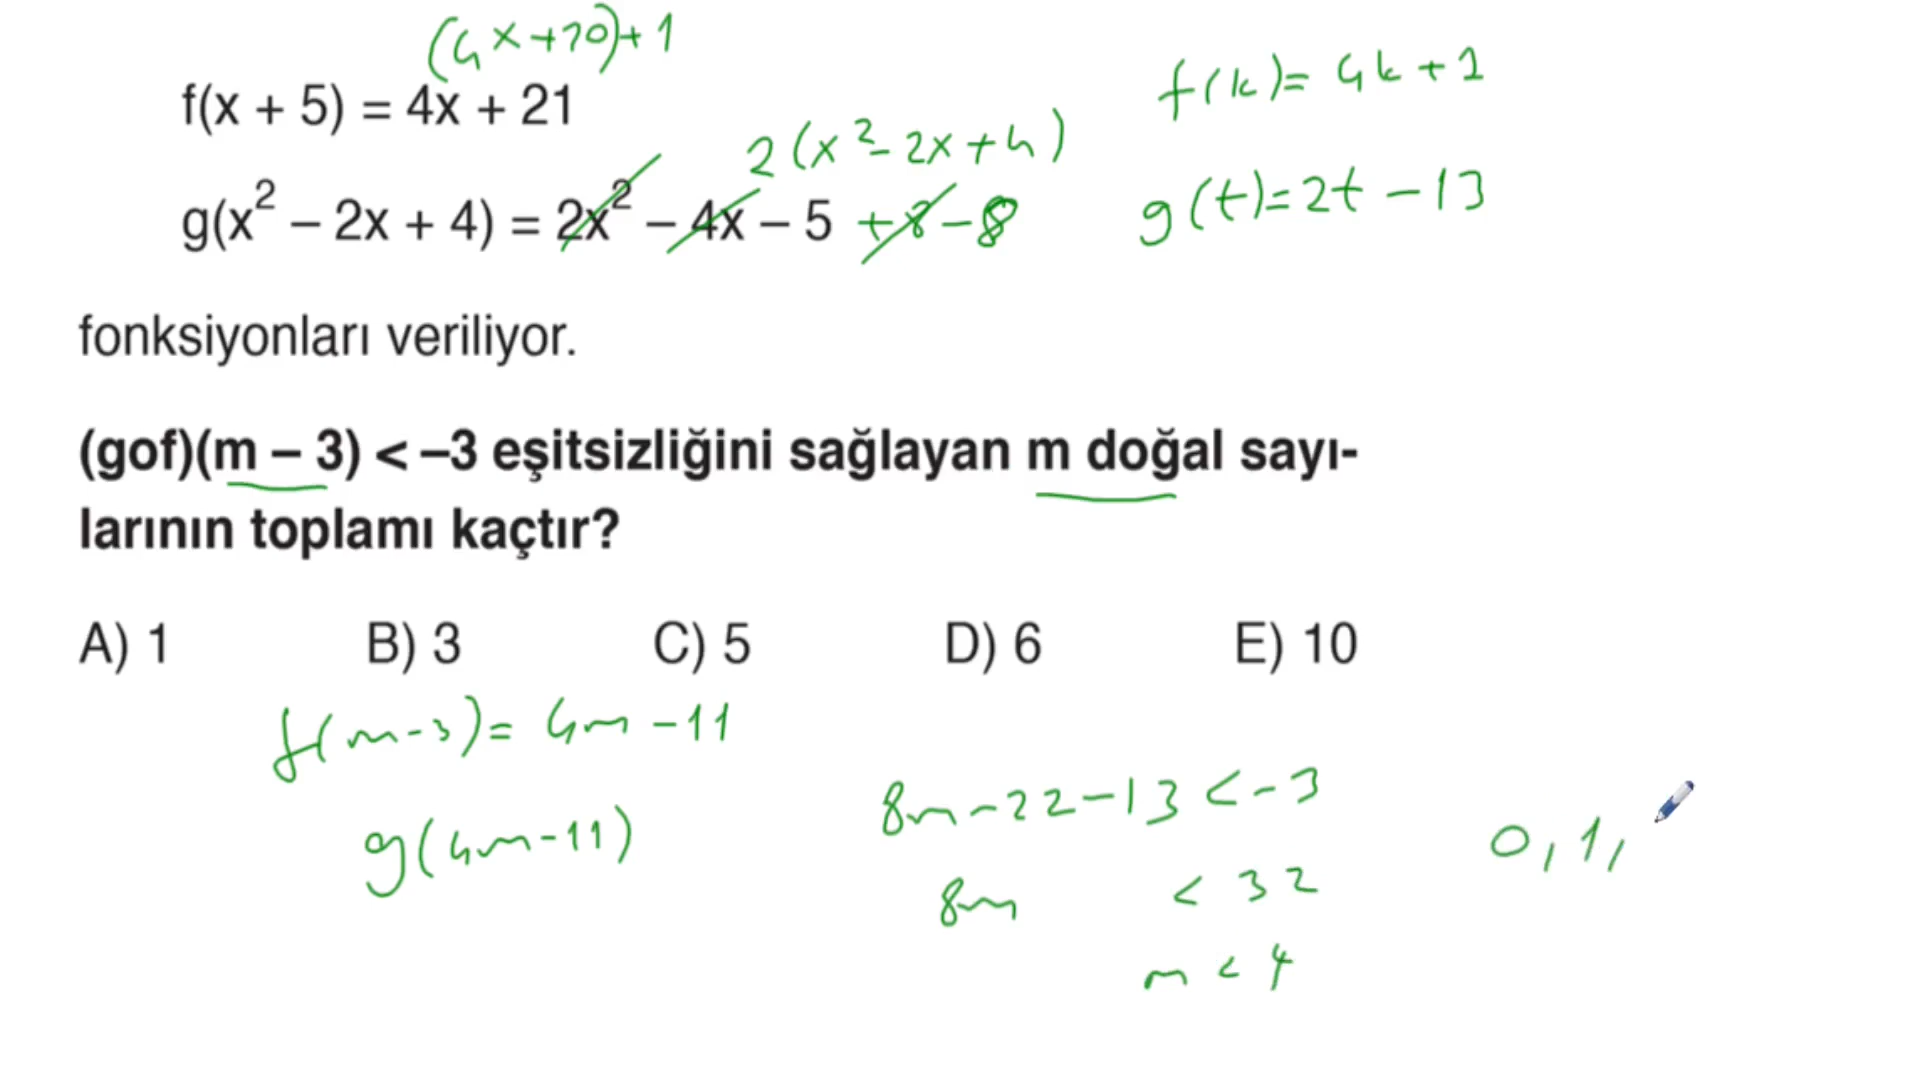 (4x+20)+1
f(x + 5) = 4x + 21
f(k)= 4k+1
2(x²-2x+4)
g(x² – 2x + 4) = 2x² – 4x – 5 +8-8
g(t)=2t-13
fonksiyonları veriliyor.
(gof)(m – 3) < –3 eşitsizliğini sağlayan m doğal sayı-
larının toplamı kaçtır?
A) 1 B) 3 C) 5 D) 6 E) 10
f(m-3)= 4m-11
8m-22-13<-3
g(4m-11)
0,1,
8m < 32
m < 4